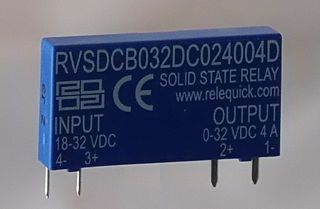 RVSDCB032DC024004D
SOLID STATE RELAY
CE www.relequick.com
INPUT OUTPUT
18-32 VDC 0-32 VDC 4 A
4- 3+ 2+ 1-